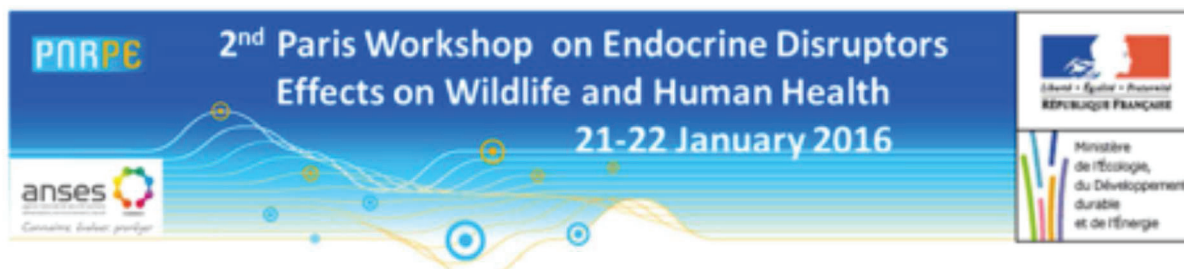 PNRPE
2nd Paris Workshop on Endocrine Disruptors
Effects on Wildlife and Human Health
21-22 January 2016
anses
Connaître, évaluer, protéger
Liberté • Égalité • Fraternité
RÉPUBLIQUE FRANÇAISE
Ministère
de l'Écologie,
du Développement
durable
et de l'Énergie